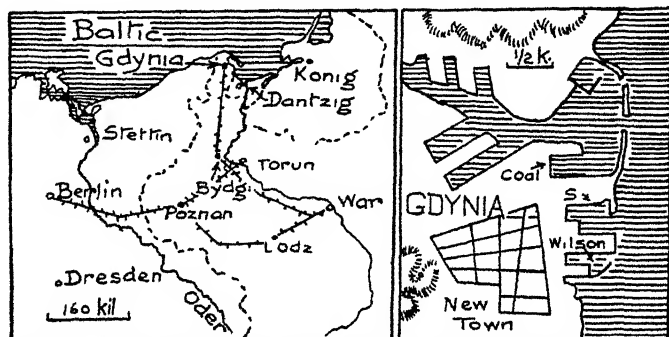 Baltic
Gdynia
Konig
Dantzig
Stettin
Torun
Bydg.
Berlin
Poznan
War
Lodz
Dresden
Oder
160 kil
1/2 K.
Coal
S
GDYNIA
Wilson
New
Town